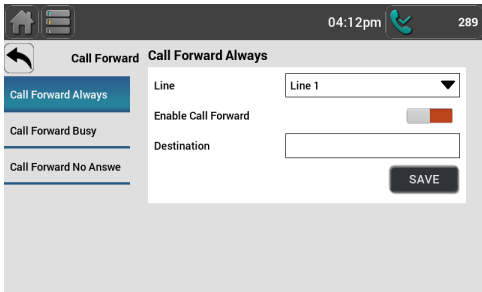 04:12pm 289
Call Forward
Call Forward Always
Call Forward Always
Call Forward Busy
Call Forward No Answe
Line
Line 1
Enable Call Forward
Destination
SAVE